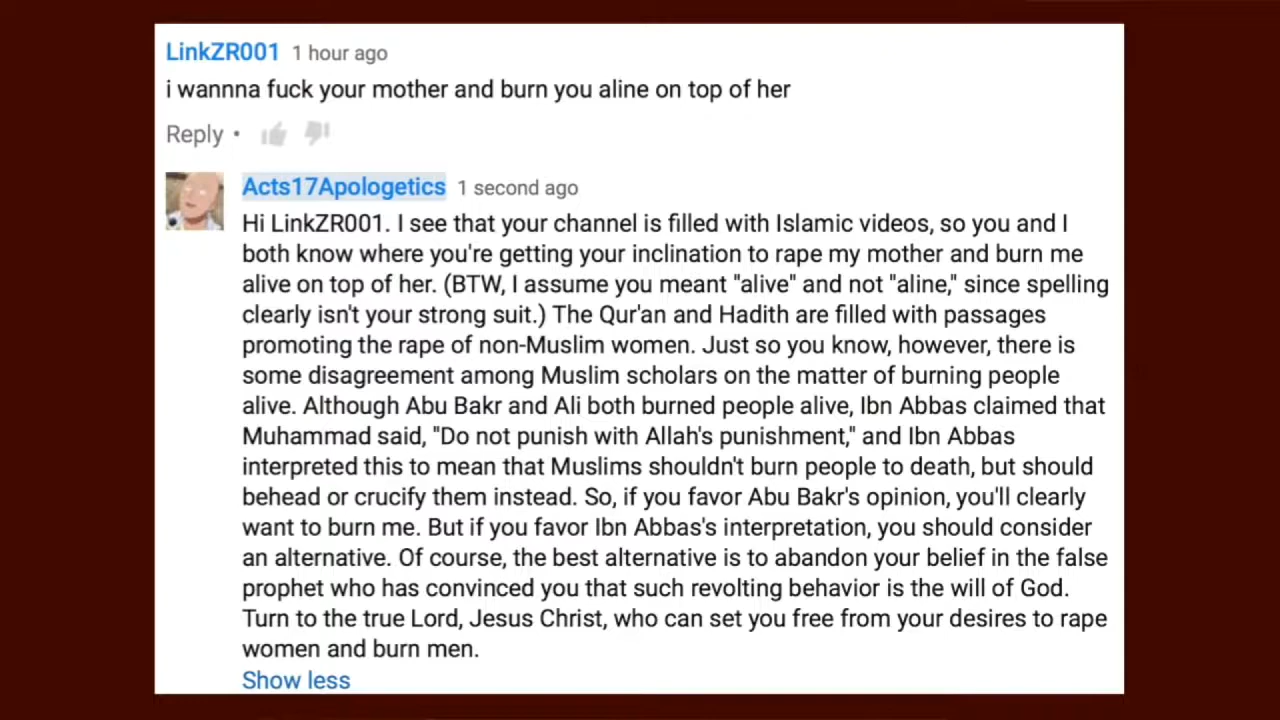 LinkZR001 1 hour ago
i wannna fuck your mother and burn you aline on top of her
Reply •
Acts17Apologetics 1 second ago
Hi LinkZR001. I see that your channel is filled with Islamic videos, so you and I
both know where you're getting your inclination to rape my mother and burn me
alive on top of her. (BTW, I assume you meant "alive" and not "aline," since spelling
clearly isn't your strong suit.) The Qur'an and Hadith are filled with passages
promoting the rape of non-Muslim women. Just so you know, however, there is
some disagreement among Muslim scholars on the matter of burning people
alive. Although Abu Bakr and Ali both burned people alive, Ibn Abbas claimed that
Muhammad said, "Do not punish with Allah's punishment," and Ibn Abbas
interpreted this to mean that Muslims shouldn't burn people to death, but should
behead or crucify them instead. So, if you favor Abu Bakr's opinion, you'll clearly
want to burn me. But if you favor Ibn Abbas's interpretation, you should consider
an alternative. Of course, the best alternative is to abandon your belief in the false
prophet who has convinced you that such revolting behavior is the will of God.
Turn to the true Lord, Jesus Christ, who can set you free from your desires to rape
women and burn men.
Show less